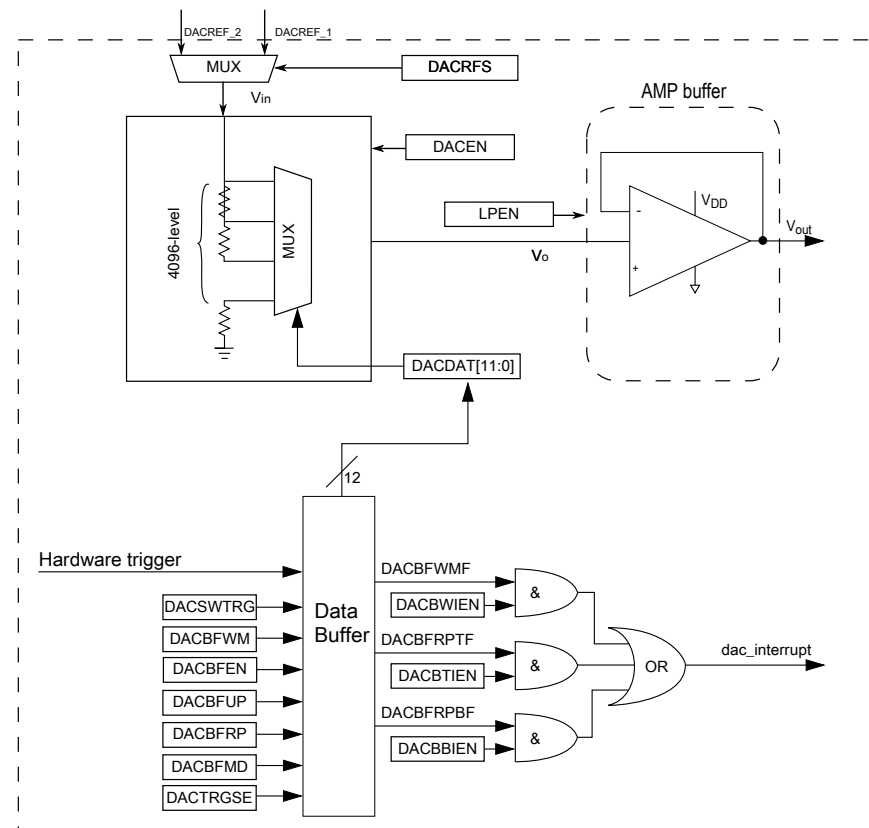 DACREF_2 DACREF_1
MUX
DACRFS
Vin
AMP buffer
DACEN
LPEN
4096-level
MUX
VDD
-
+
Vo
Vout
DACDAT[11:0]
12
Hardware trigger
DACSWTRG
DACBFWM
DACBFEN
DACBFUP
DACBFRP
DACBFMD
DACTRGSE
Data
Buffer
DACBFWMF
DACBWIEN
&
DACBFRPTF
DACBTIEN
&
DACBFRPBF
DACBBIEN
&
OR
dac_interrupt